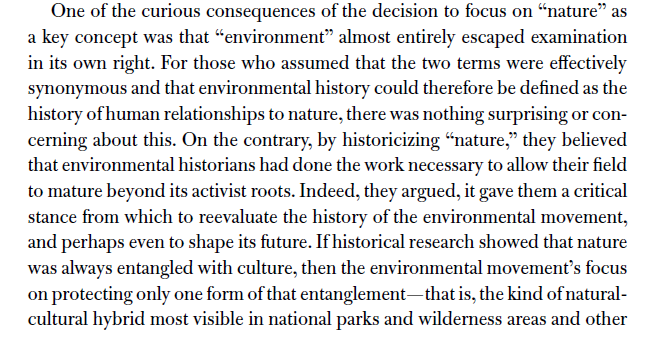 One of the curious consequences of the decision to focus on “nature” as
a key concept was that “environment” almost entirely escaped examination
in its own right. For those who assumed that the two terms were effectively
synonymous and that environmental history could therefore be defined as the
history of human relationships to nature, there was nothing surprising or con-
cerning about this. On the contrary, by historicizing “nature,” they believed
that environmental historians had done the work necessary to allow their field
to mature beyond its activist roots. Indeed, they argued, it gave them a critical
stance from which to reevaluate the history of the environmental movement,
and perhaps even to shape its future. If historical research showed that nature
was always entangled with culture, then the environmental movement’s focus
on protecting only one form of that entanglement—that is, the kind of natural-
cultural hybrid most visible in national parks and wilderness areas and other